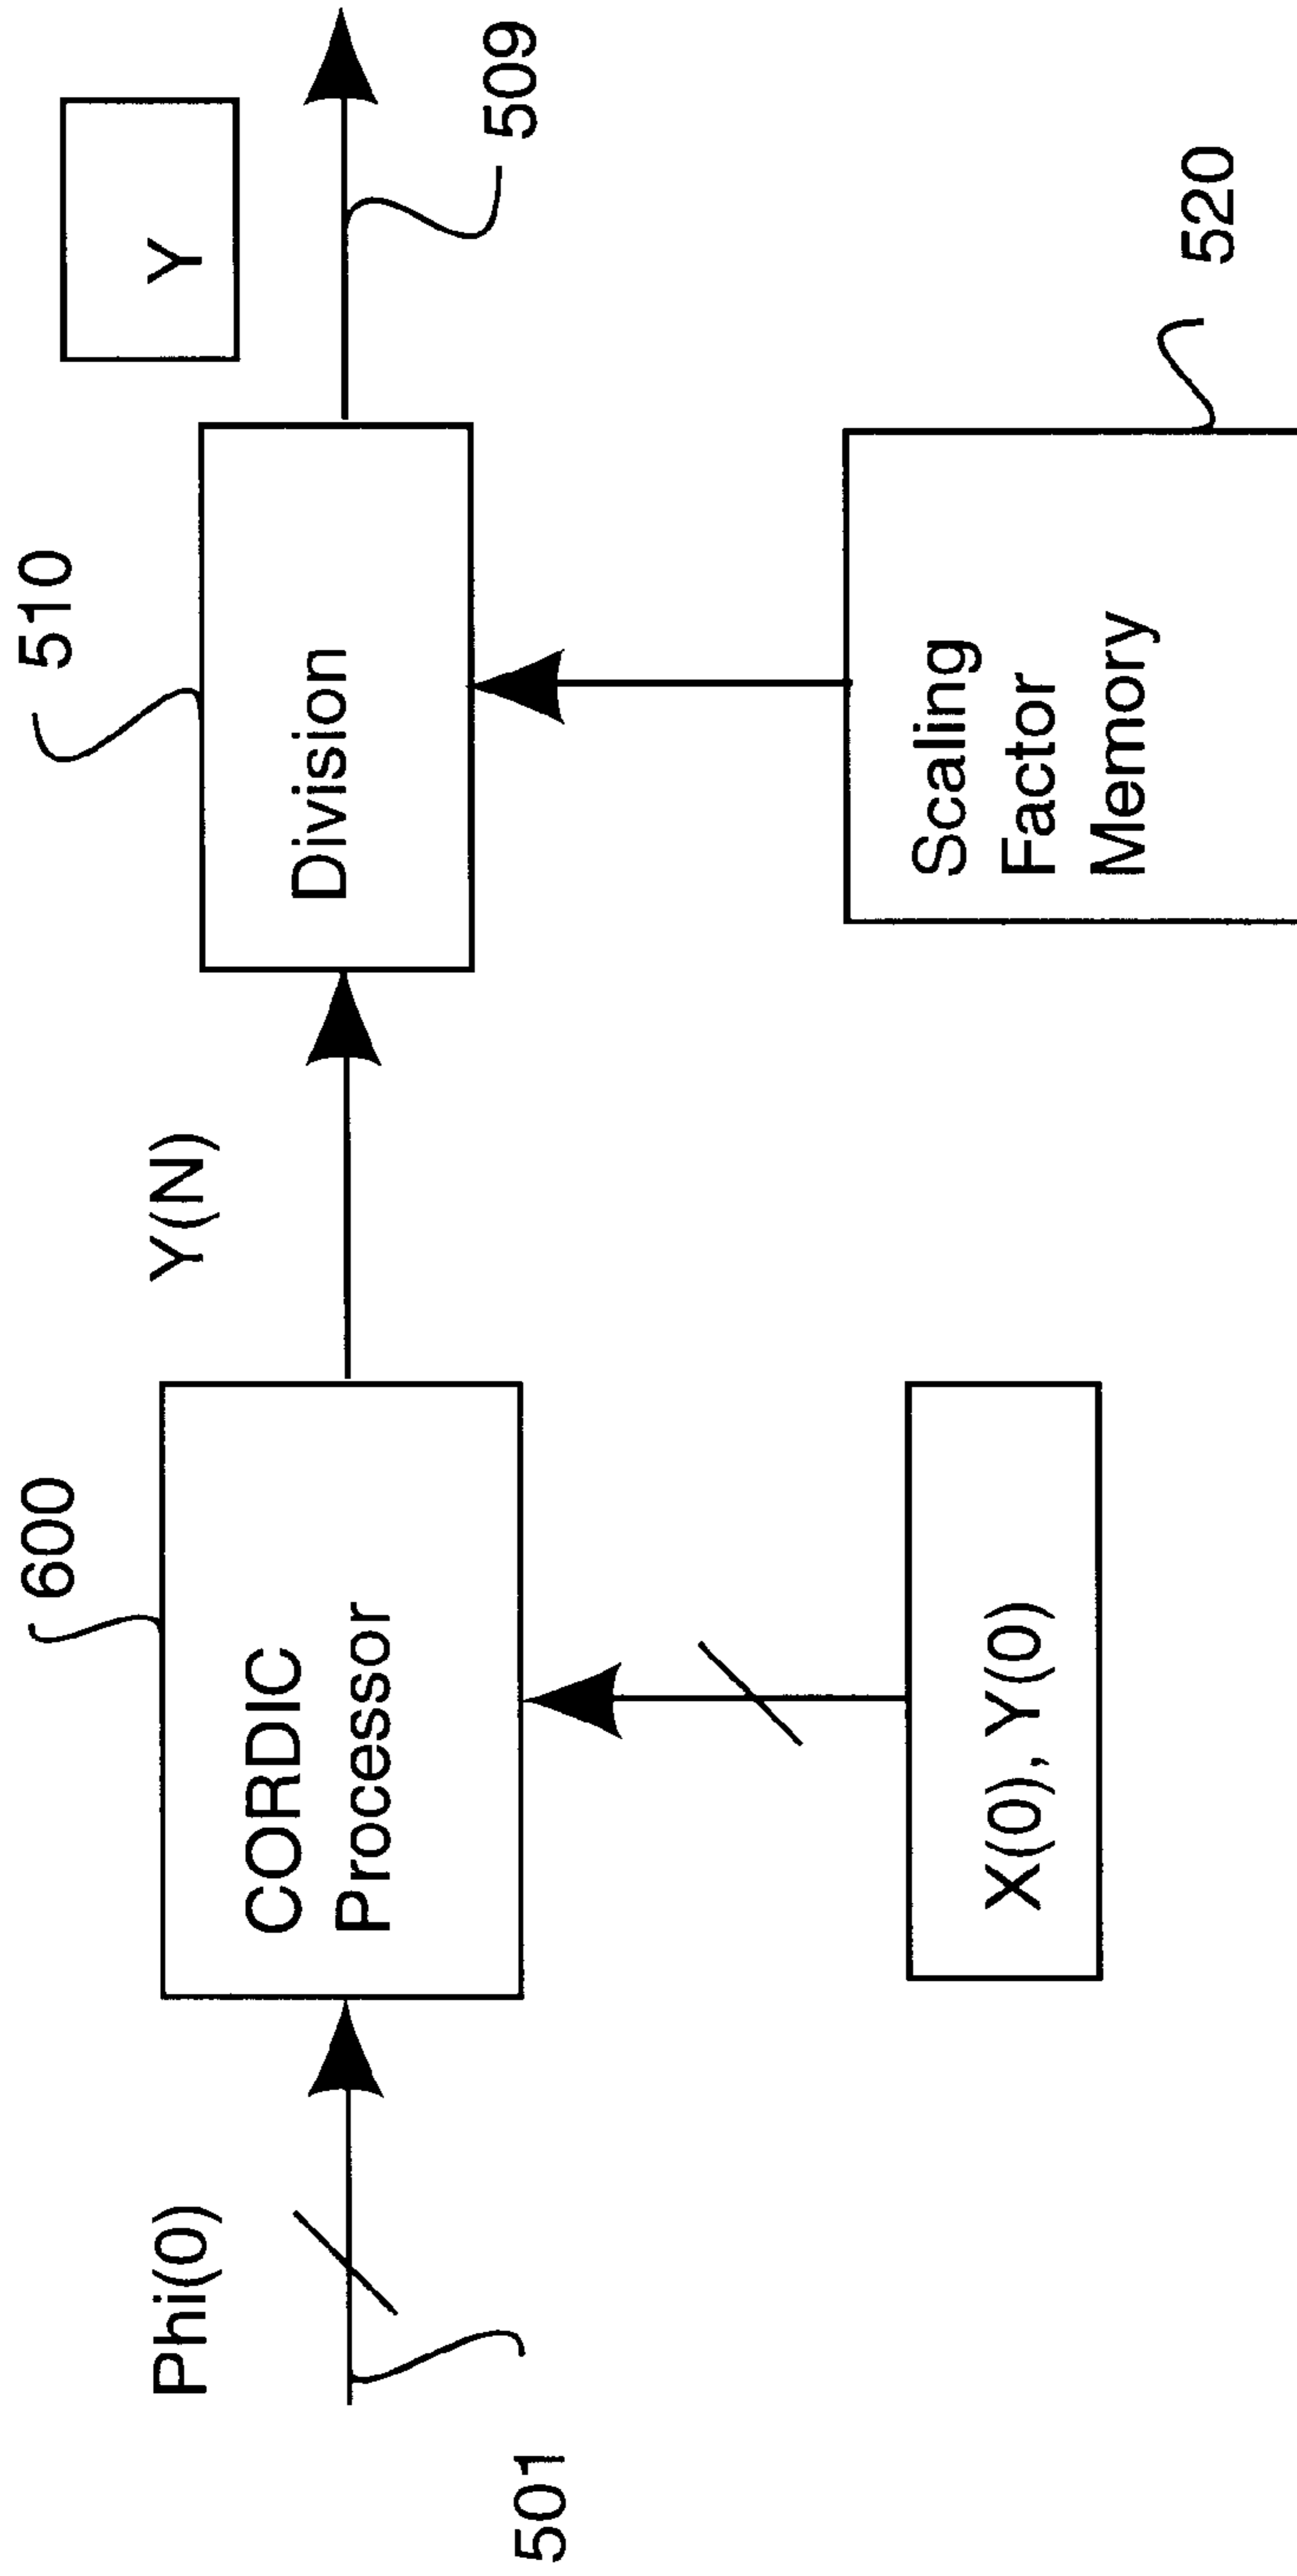 600
510
Phi(0)
Y(N)
Y
CORDIC
Processor
Division
509
501
X(0), Y(0)
Scaling
Factor
Memory
520